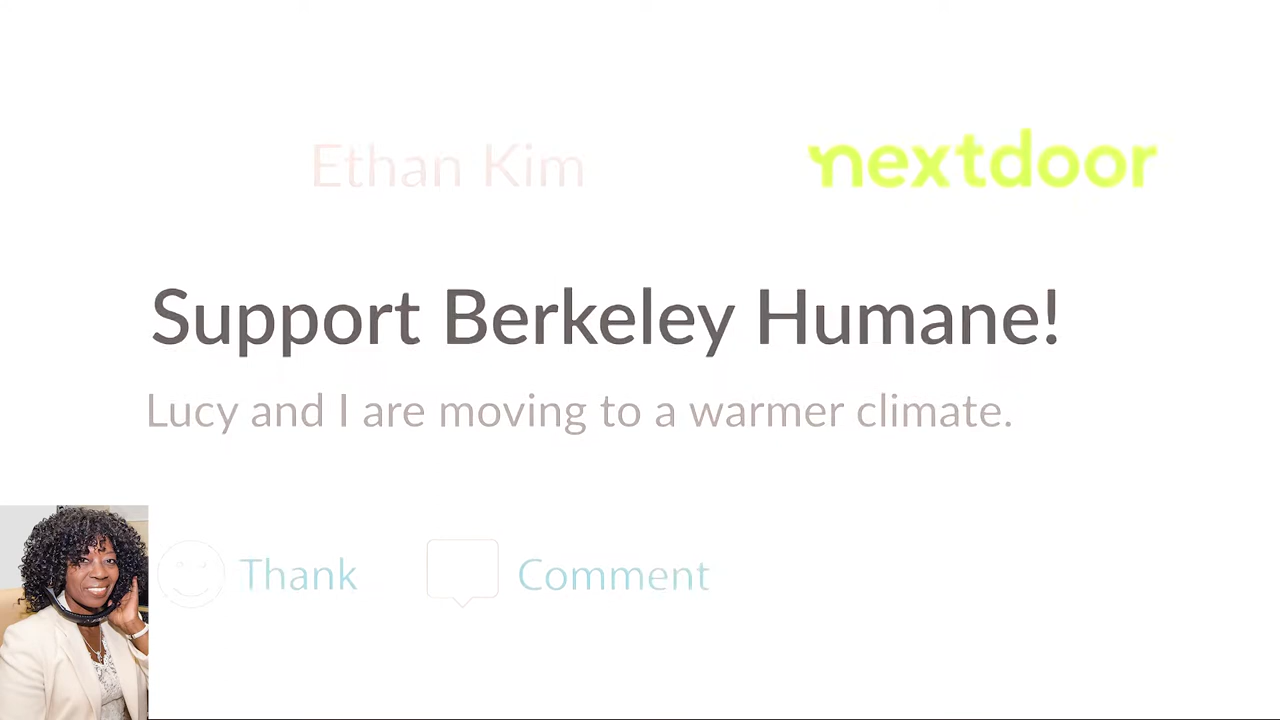 Ethan Kim
nextdoor
Support Berkeley Humane!
Lucy and I are moving to a warmer climate.
Thank
Comment